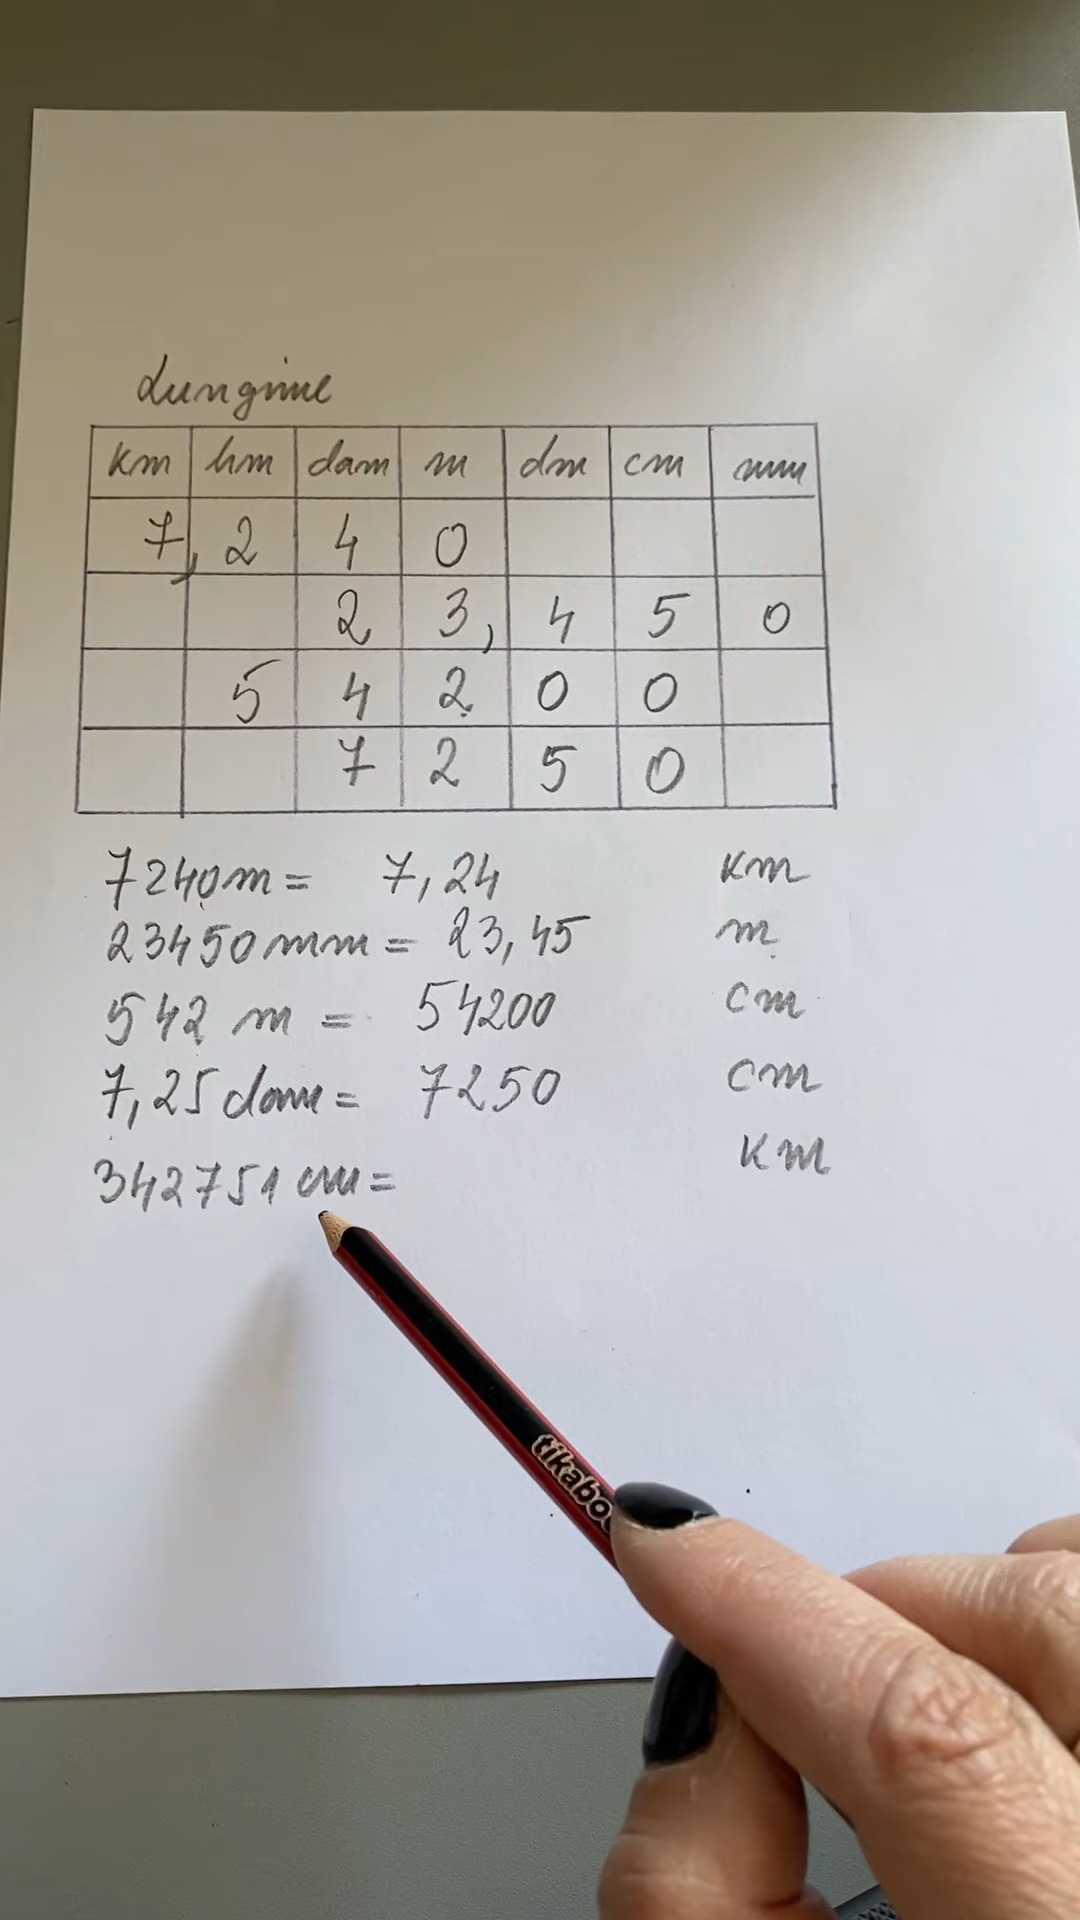 Lungime
km hm dam m dm cm mm
7, 2 4 0
2 3, 4 5 0
5 4 2 0 0
7 2 5 0
7240m = 7,24 km
23450mm = 23,45 m
542 m = 54200 cm
7,25dam = 7250 cm
342751 cm = km
tikaboo